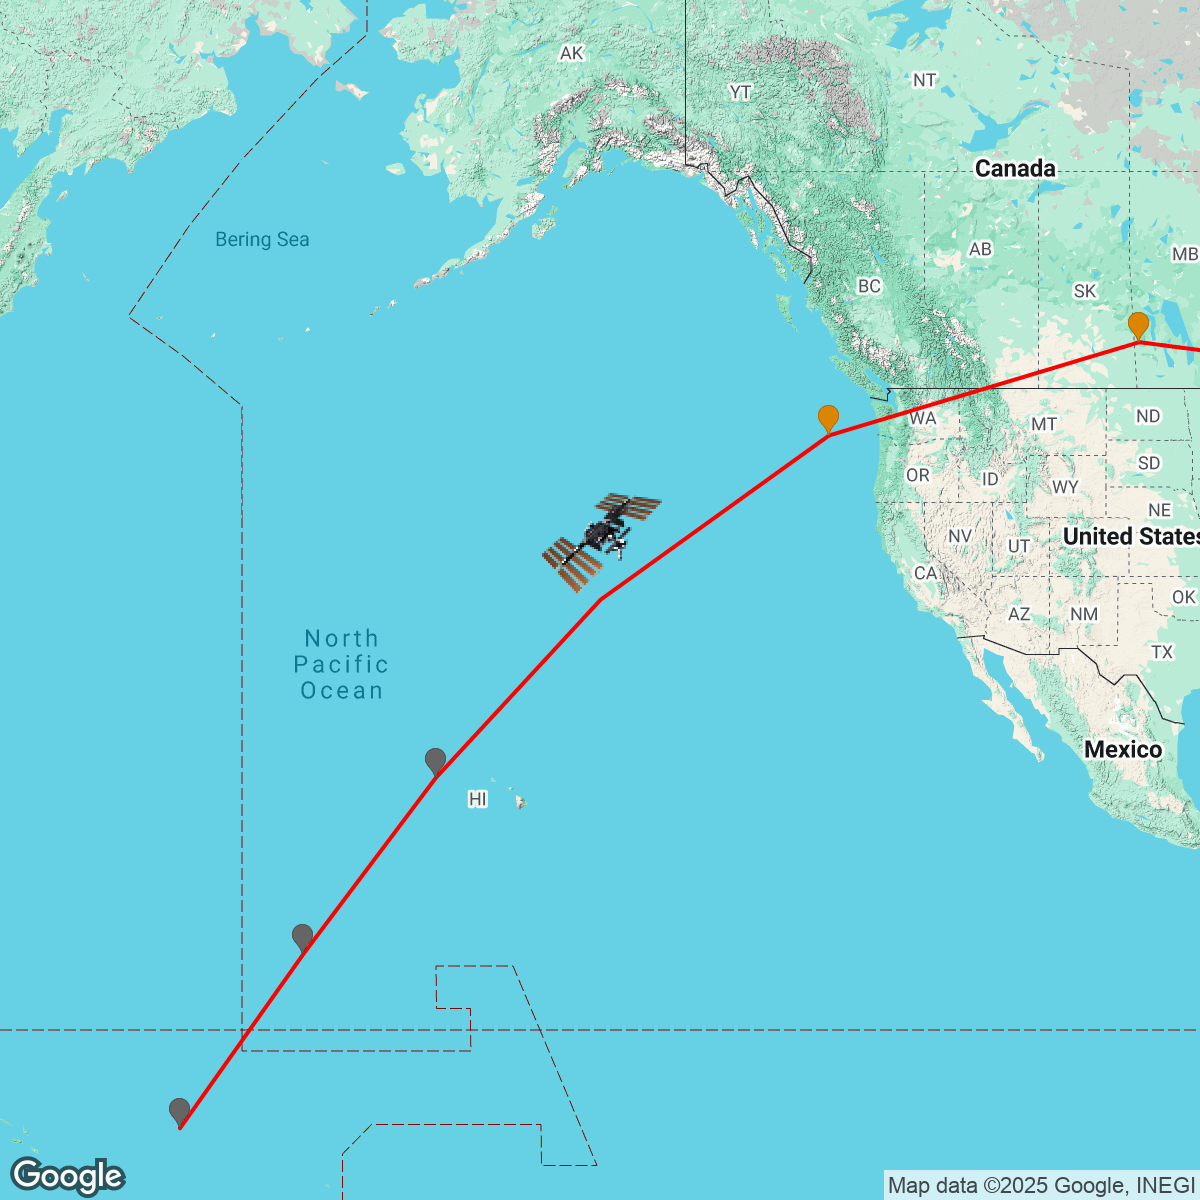 AK
YT
NT
Canada
Bering Sea
AB
MB
BC
SK
WA
MT
ND
OR
ID
SD
WY
NE
NV
UT
United States
CA
OK
AZ
NM
North
Pacific
Ocean
TX
Mexico
HI
Google
Map data ©2025 Google, INEGI